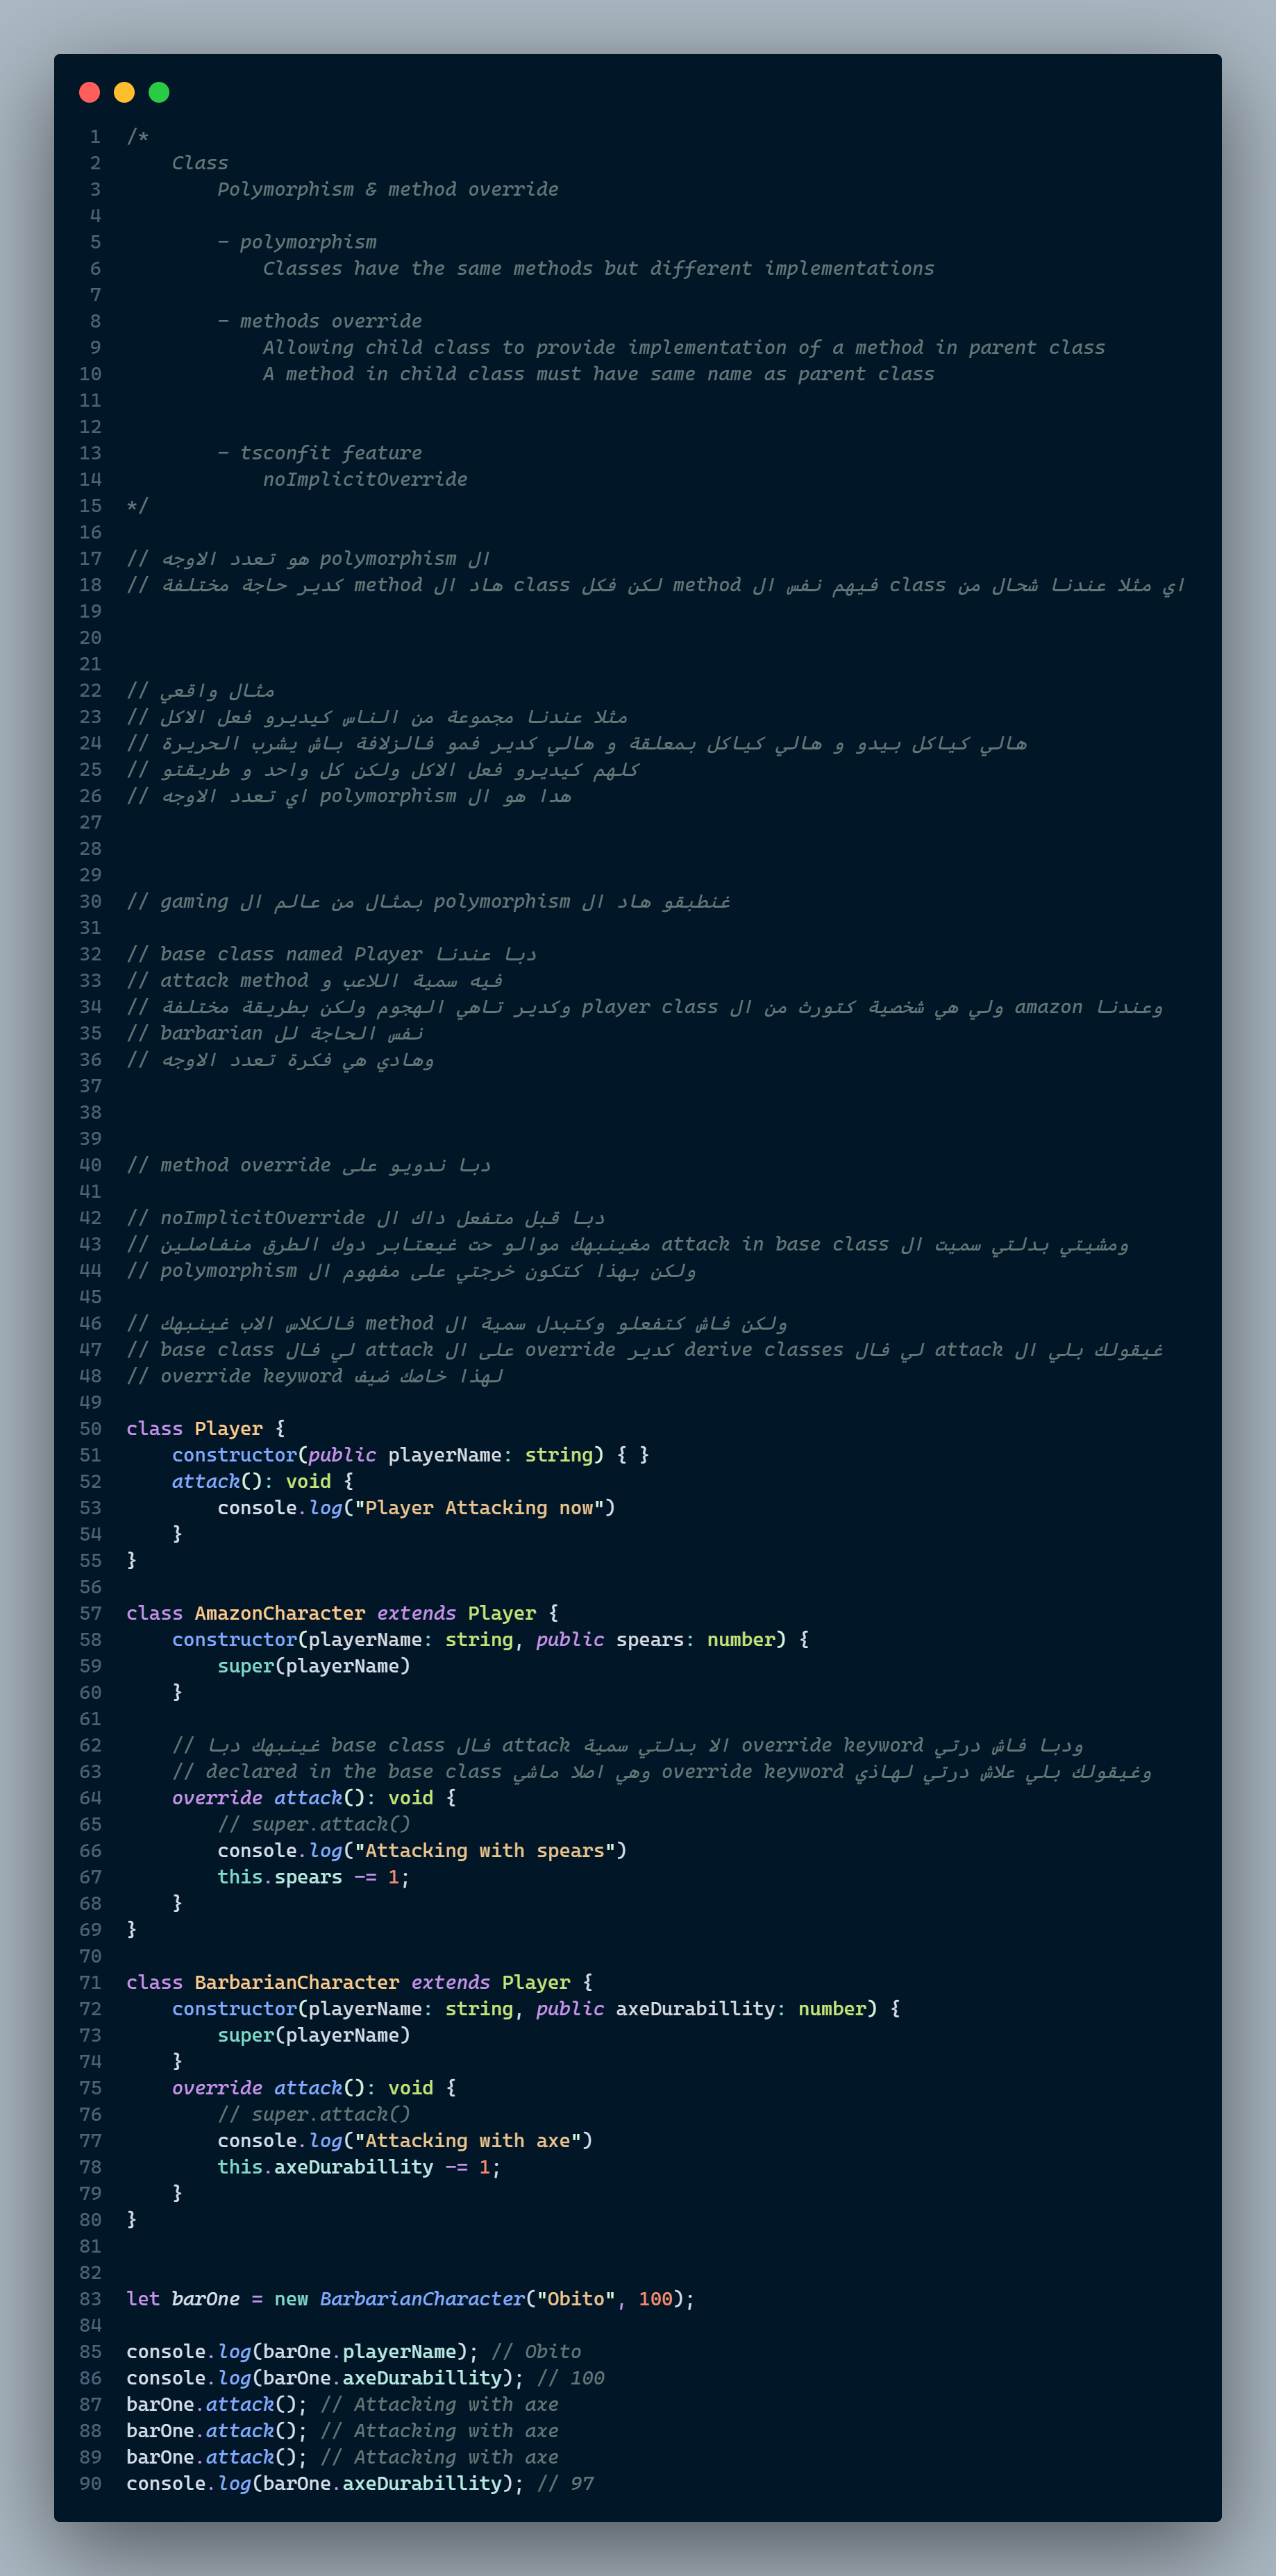 1 /*
2 Class
3 Polymorphism & method override
4
5 - polymorphism
6 Classes have the same methods but different implementations
7
8 - methods override
9 Allowing child class to provide implementation of a method in parent class
10 A method in child class must have same name as parent class
11
12
13 - tsconfit feature
14 noImplicitOverride
15 */
16
17 // ال polymorphism هو تعدد الاوجه
18 // اي مثلا عندنا شحال من class فيهم نفس ال method لكن فكل class هاد ال method كدير حاجة مختلفة
19
20
21
22 // مثال واقعي
23 // مثلا عندنا مجموعة من الناس كيديرو فعل الاكل
24 // هالي كياكل بيدو و هالي كياكل بمعلقة و هالي كدير فمو فالزلافة باش يشرب الحريرة
25 // كلهم كيديرو فعل الاكل ولكن كل واحد و طريقتو
26 // هدا هو ال polymorphism اي تعدد الاوجه
27
28
29
30 // غنطبقو هاد ال polymorphism بمثال من عالم ال gaming
31
32 // دبا عندنا base class named Player
33 // فيه سمية اللاعب و attack method
34 // وعندنا amazon ولي هي شخصية كتورث من ال player class وكدير تاهي الهجوم ولكن بطريقة مختلفة
35 // نفس الحاجة لل barbarian
36 // وهادي هي فكرة تعدد الاوجه
37
38
39
40 // دبا ندويو على method override
41
42 // دبا قبل متفعل داك ال noImplicitOverride
43 // ومشيتي بدلتي سميت ال attack in base class مغينبهك موالو حت غيعتابر دوك الطرق منفاصلين
44 // ولكن بهذا كتكون خرجتي على مفهوم ال polymorphism
45
46 // ولكن فاش كتفعلو وكتبدل سمية ال method فالكلاس الاب غينبهك
47 // غيقولك بلي ال attack لي فال derive classes كدير override على ال attack لي فال base class
48 // لهذا خاصك ضيف override keyword
49
50 class Player {
51 constructor(public playerName: string) { }
52 attack(): void {
53 console.log("Player Attacking now")
54 }
55 }
56
57 class AmazonCharacter extends Player {
58 constructor(playerName: string, public spears: number) {
59 super(playerName)
60 }
61
62 // ودبا فاش درتي override keyword الا بدلتي سمية attack فال base class غينبهك دبا
63 // وغيقولك بلي علاش درتي لهاذي override keyword وهي اصلا ماشي declared in the base class
64 override attack(): void {
65 // super.attack()
66 console.log("Attacking with spears")
67 this.spears -= 1;
68 }
69 }
70
71 class BarbarianCharacter extends Player {
72 constructor(playerName: string, public axeDurabillity: number) {
73 super(playerName)
74 }
75 override attack(): void {
76 // super.attack()
77 console.log("Attacking with axe")
78 this.axeDurabillity -= 1;
79 }
80 }
81
82
83 let barOne = new BarbarianCharacter("Obito", 100);
84
85 console.log(barOne.playerName); // Obito
86 console.log(barOne.axeDurabillity); // 100
87 barOne.attack(); // Attacking with axe
88 barOne.attack(); // Attacking with axe
89 barOne.attack(); // Attacking with axe
90 console.log(barOne.axeDurabillity); // 97